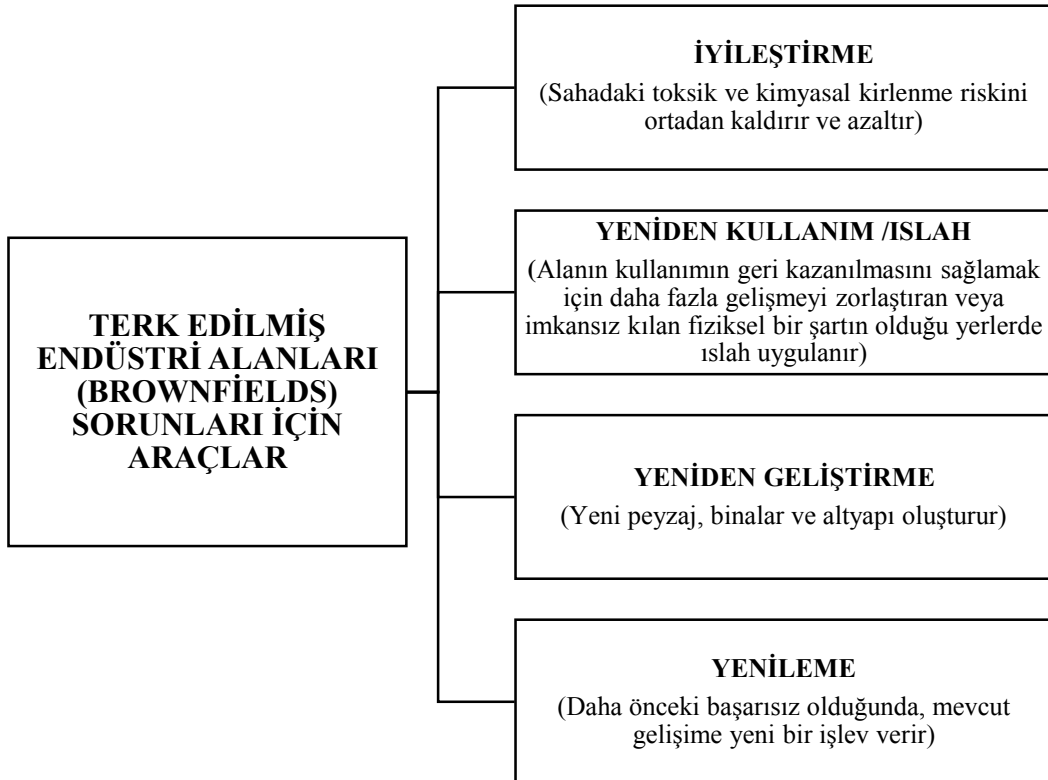 TERK EDİLMİŞ
ENDÜSTRİ ALANLARI
(BROWNFİELDS)
SORUNLARI İÇİN
ARAÇLAR
İYİLEŞTİRME
(Sahadaki toksik ve kimyasal kirlenme riskini
ortadan kaldırır ve azaltır)
YENİDEN KULLANIM /ISLAH
(Alanın kullanımın geri kazanılmasını sağlamak
için daha fazla gelişmeyi zorlaştıran veya
imkansız kılan fiziksel bir şartın olduğu yerlerde
ıslah uygulanır)
YENİDEN GELİŞTİRME
(Yeni peyzaj, binalar ve altyapı oluşturur)
YENİLEME
(Daha önceki başarısız olduğunda, mevcut
gelişime yeni bir işlev verir)